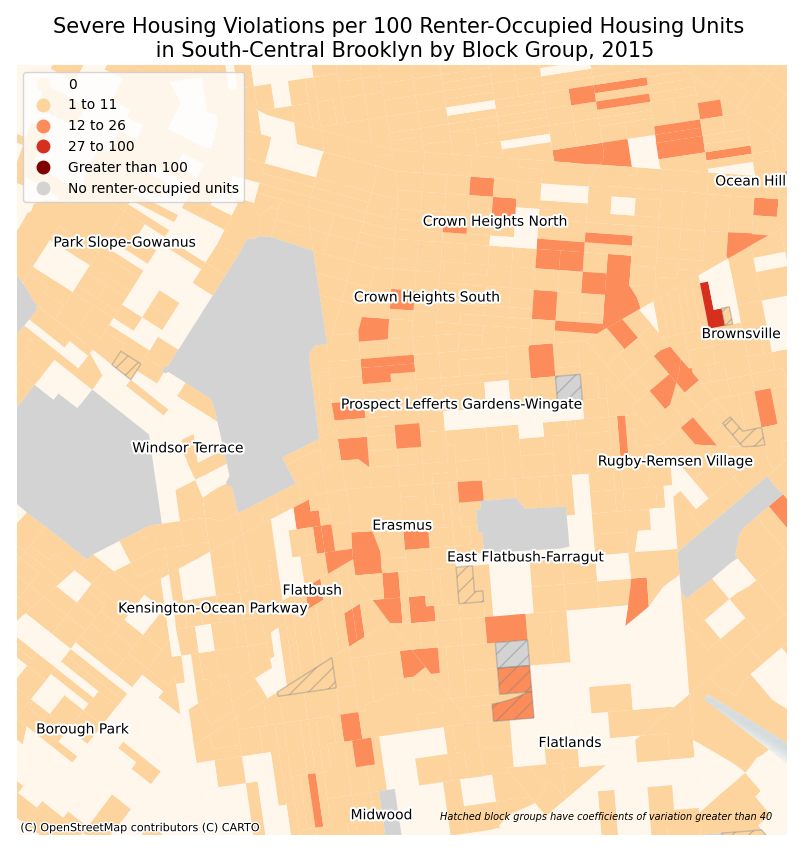 Severe Housing Violations per 100 Renter-Occupied Housing Units
in South-Central Brooklyn by Block Group, 2015
0
1 to 11
12 to 26
27 to 100
Greater than 100
No renter-occupied units
Ocean Hill
Crown Heights North
Park Slope-Gowanus
Crown Heights South
Brownsville
Prospect Lefferts Gardens-Wingate
Windsor Terrace
Rugby-Remsen Village
Erasmus
East Flatbush-Farragut
Flatbush
Kensington-Ocean Parkway
Borough Park
Flatlands
Midwood
Hatched block groups have coefficients of variation greater than 40
(C) OpenStreetMap contributors (C) CARTO